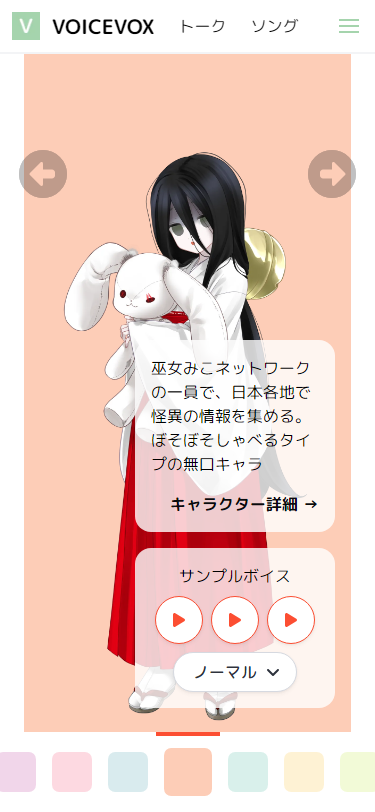 V VOICEVOX トーク ソング
巫女みこネットワーク
の一員で、日本各地で
怪異の情報を集める。
ぼそぼそしゃべるタイ
プの無口キャラ
キャラクター詳細 →
サンプルボイス
ノーマル